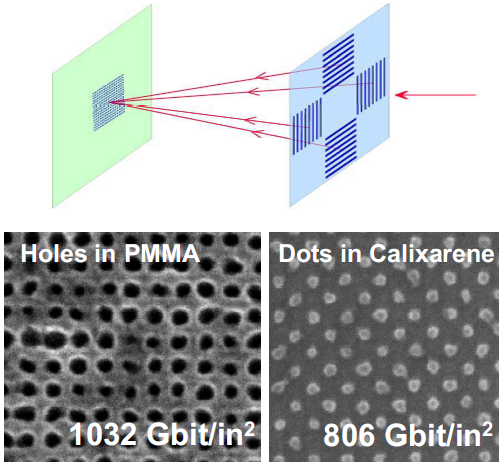 Holes in PMMA
Dots in Calixarene
1032 Gbit/in²
806 Gbit/in²